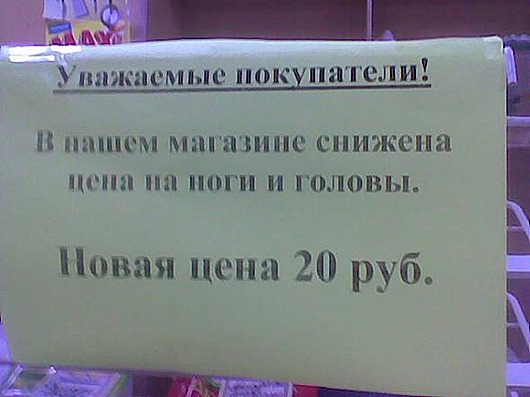 Уважаемые покупатели!
В нашем магазине снижена
цена на ноги и головы.
Новая цена 20 руб.